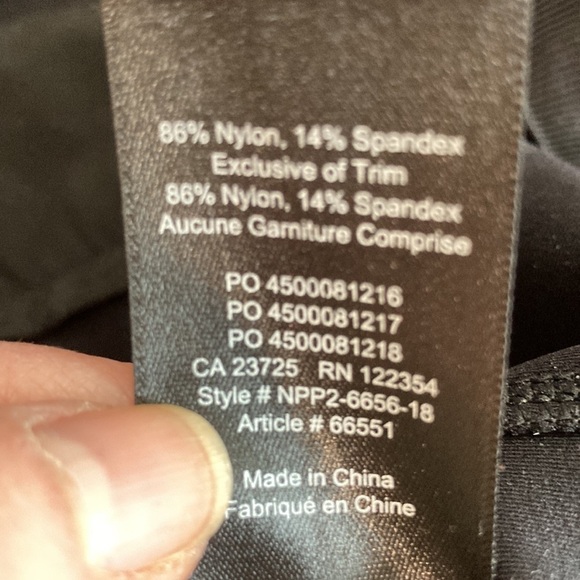 86% Nylon, 14% Spandex
Exclusive of Trim
86% Nylon, 14% Spandex
Aucune Garniture Comprise
PO 4500081216
PO 4500081217
PO 4500081218
CA 23725 RN 122354
Style # NPP2-6656-18
Article # 66551
Made in China
Fabriqué en Chine